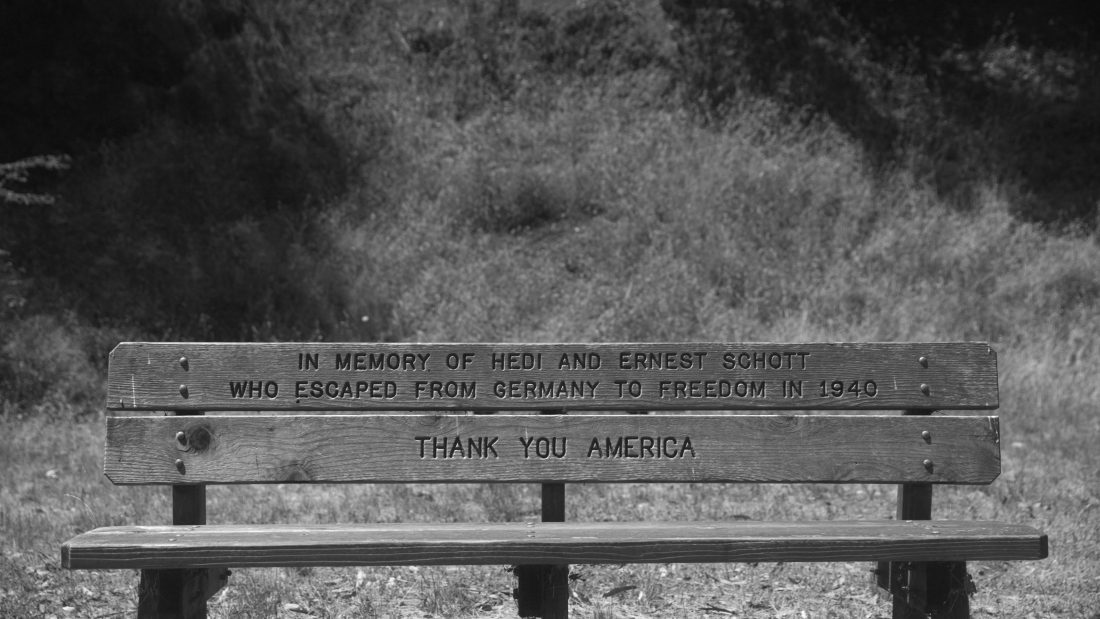 IN MEMORY OF HEDI AND ERNEST SCHOTT
WHO ESCAPED FROM GERMANY TO FREEDOM IN 1940
THANK YOU AMERICA